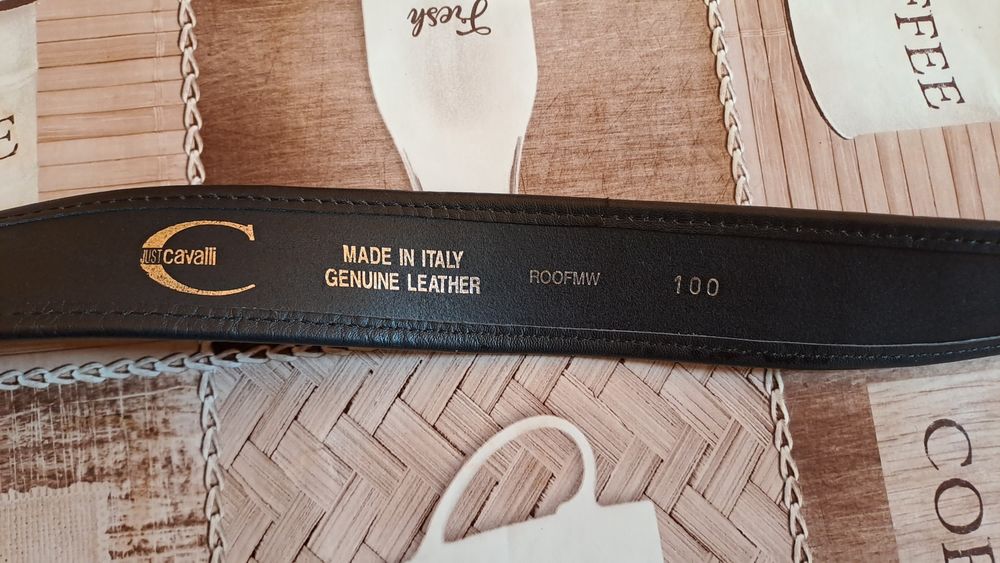 Fresh
FFEE
E
JUST cavalli
MADE IN ITALY
GENUINE LEATHER
ROOFMW
100
COF